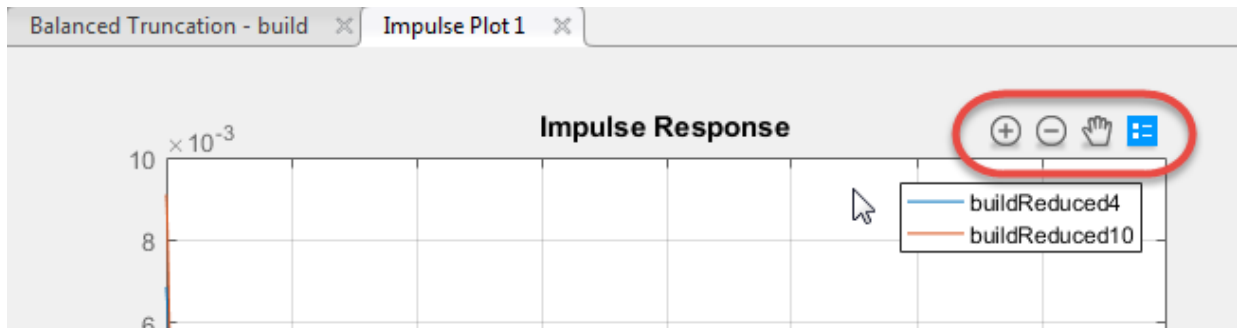 Balanced Truncation - build
Impulse Plot 1
Impulse Response
×10-3
10
buildReduced4
8
buildReduced10
6